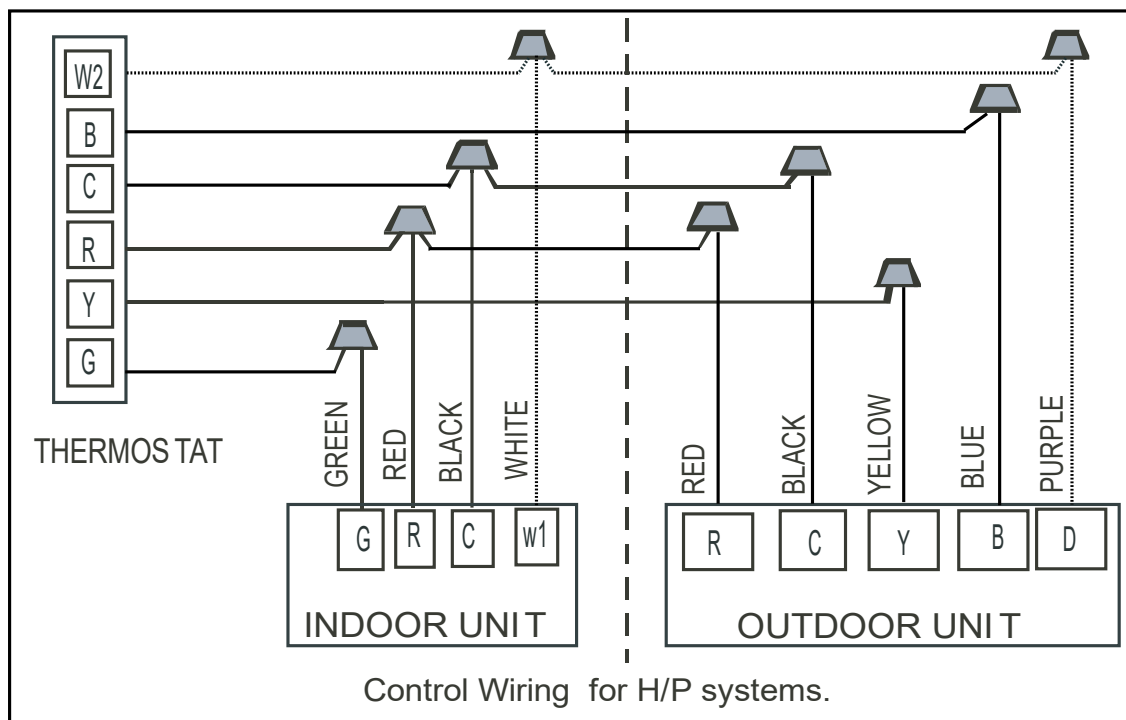 W2
B
C
R
Y
G
THERMOS TAT
GREEN
RED
BLACK
WHITE
RED
BLACK
YELLOW
BLUE
PURPLE
G R C w1
R C Y B D
INDOOR UNIT
OUTDOOR UNIT
Control Wiring for H/P systems.